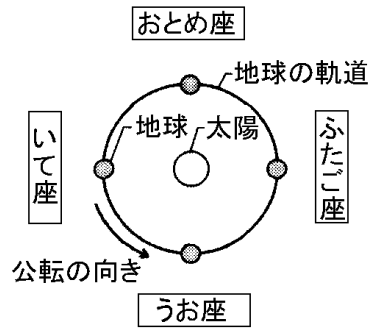 おとめ座
地球の軌道
地球
太陽
いて座
ふたご座
公転の向き
うお座